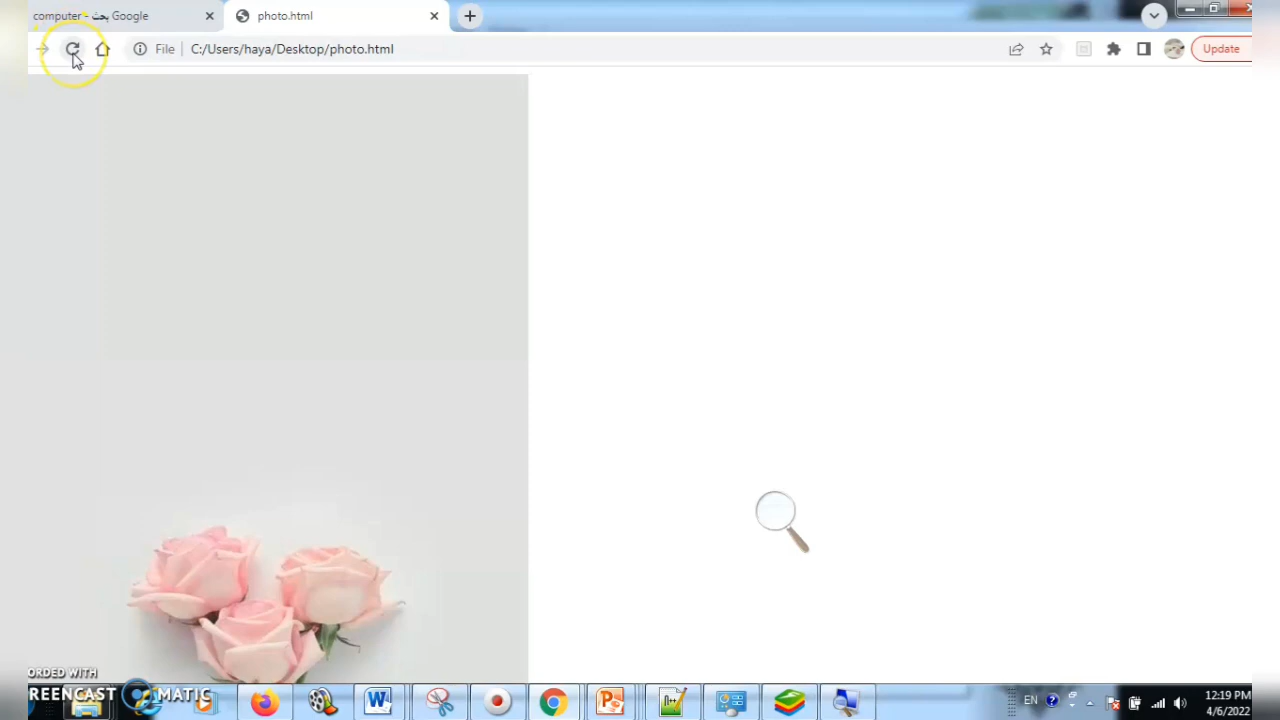 computer - بحث Google
photo.html
File
C:/Users/haya/Desktop/photo.html
Update
ORDED WITH
REENCAST MATIC
EN
12:19 PM
4/6/2022